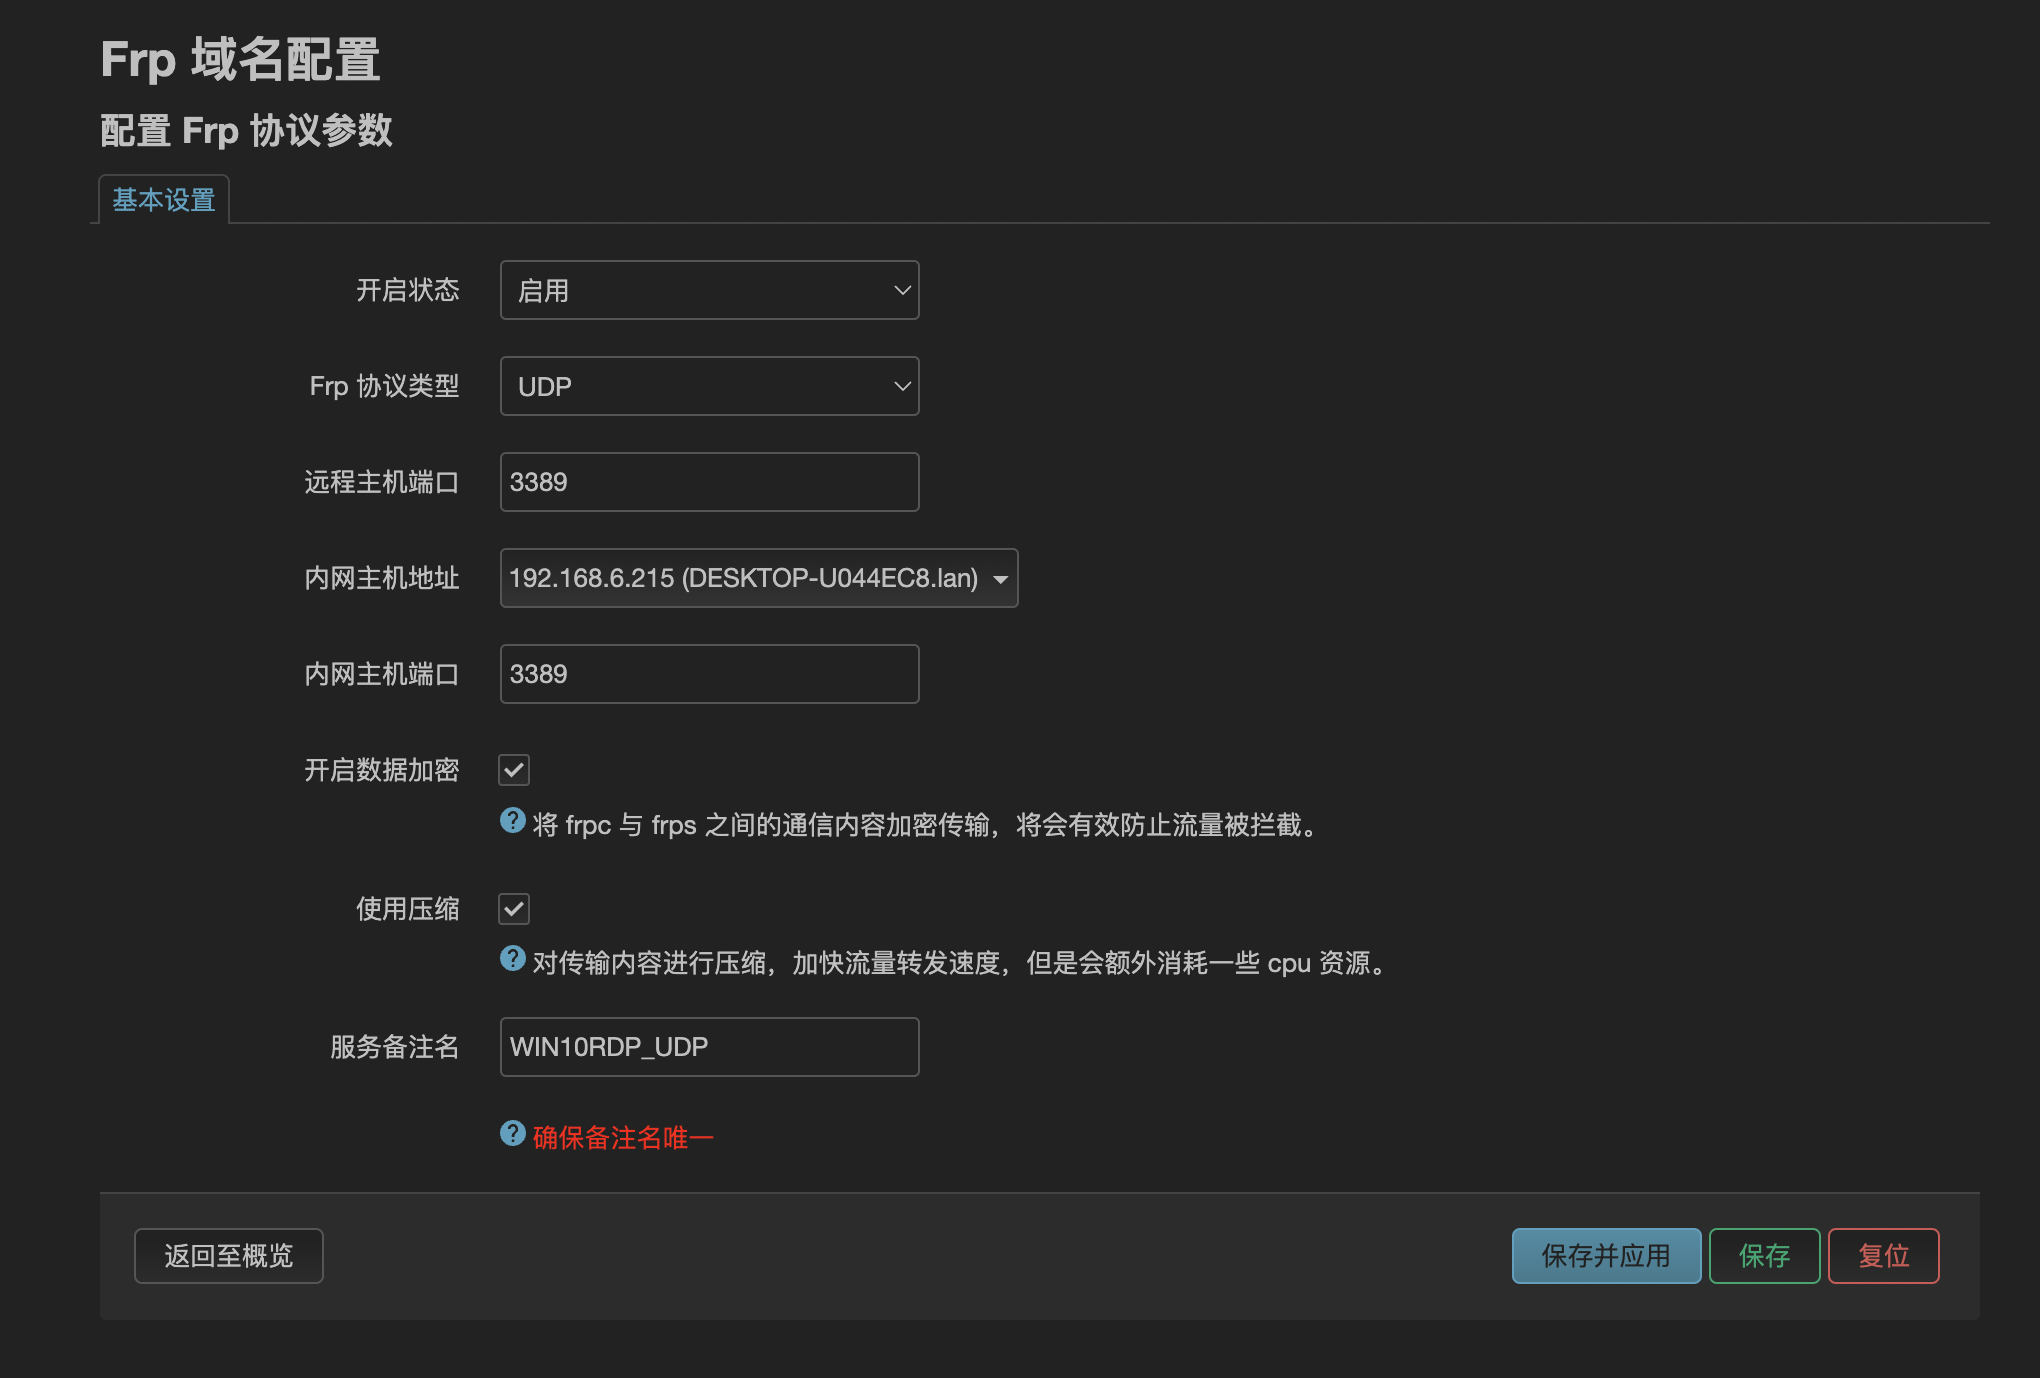 Frp 域名配置
配置 Frp 协议参数
基本设置
开启状态 启用
Frp 协议类型 UDP
远程主机端口 3389
内网主机地址 192.168.6.215 (DESKTOP-U044EC8.lan)
内网主机端口 3389
开启数据加密
将 frpc 与 frps 之间的通信内容加密传输，将会有效防止流量被拦截。
使用压缩
对传输内容进行压缩，加快流量转发速度，但是会额外消耗一些 cpu 资源。
服务备注名 WIN10RDP_UDP
确保备注名唯一
返回至概览 保存并应用 保存 复位